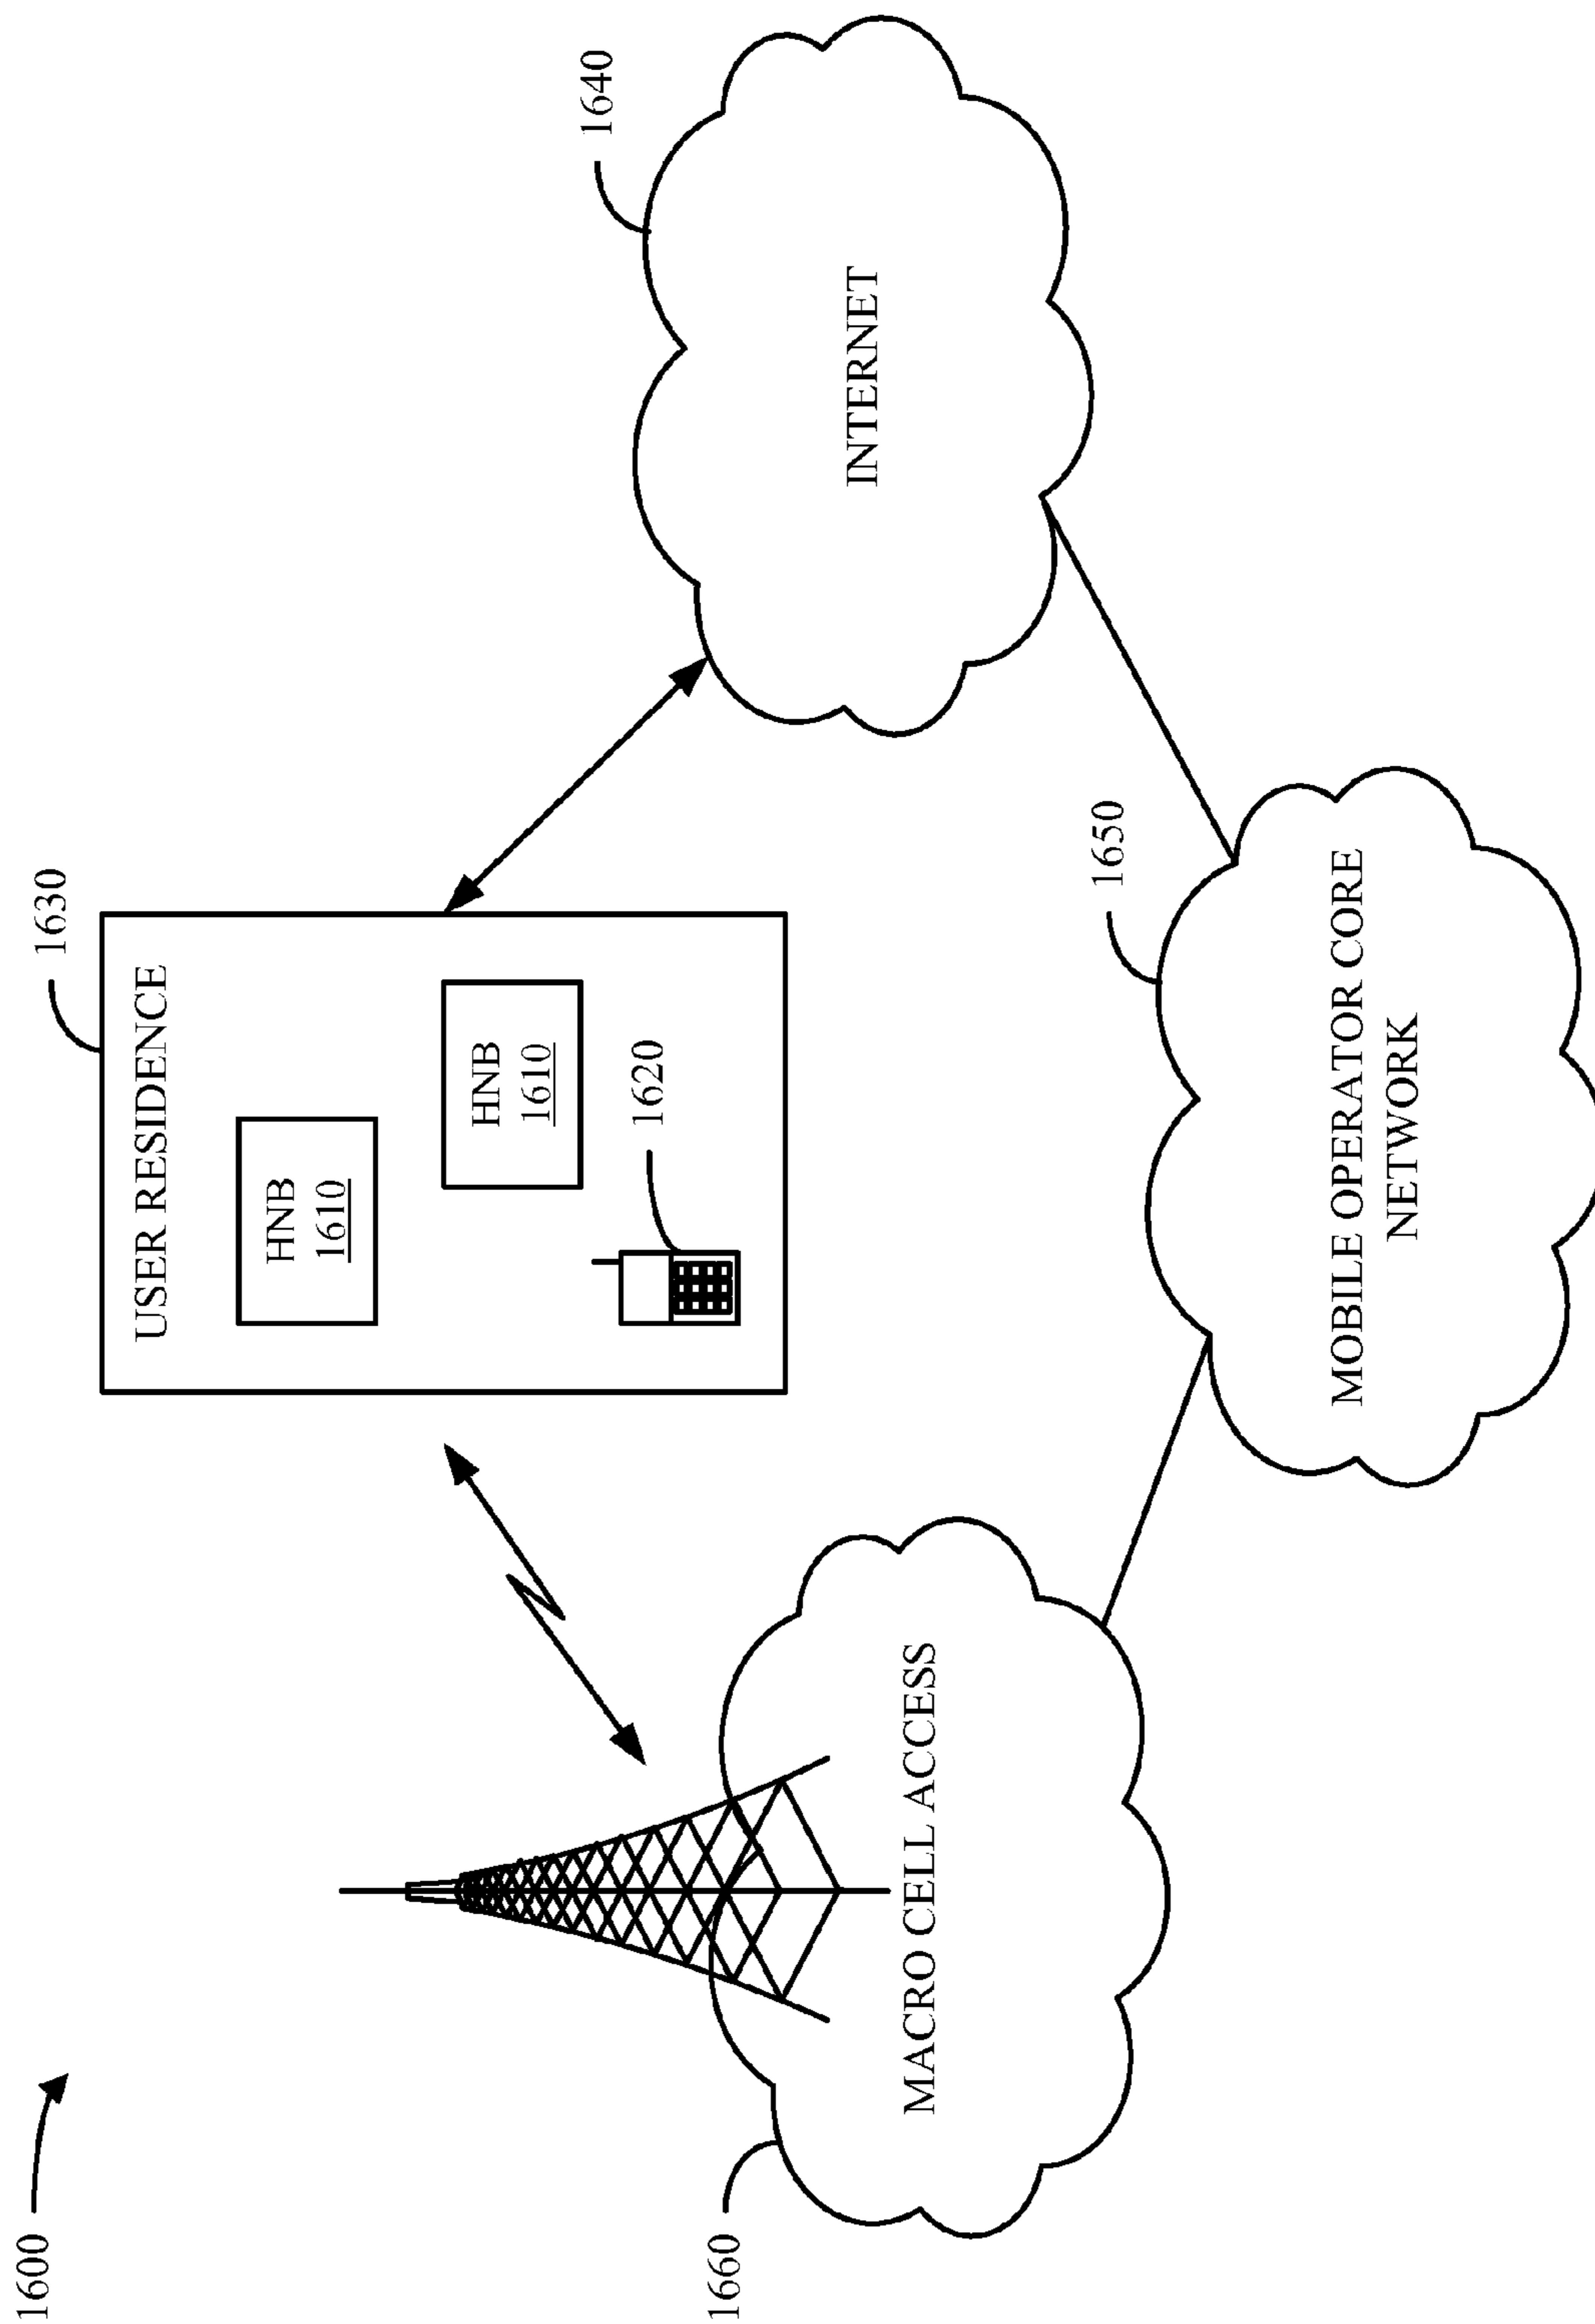 1600
1630
USER RESIDENCE
HNB
1610
HNB
1610
1620
1640
INTERNET
1660
MACRO CELL ACCESS
1650
MOBILE OPERATOR CORE
NETWORK